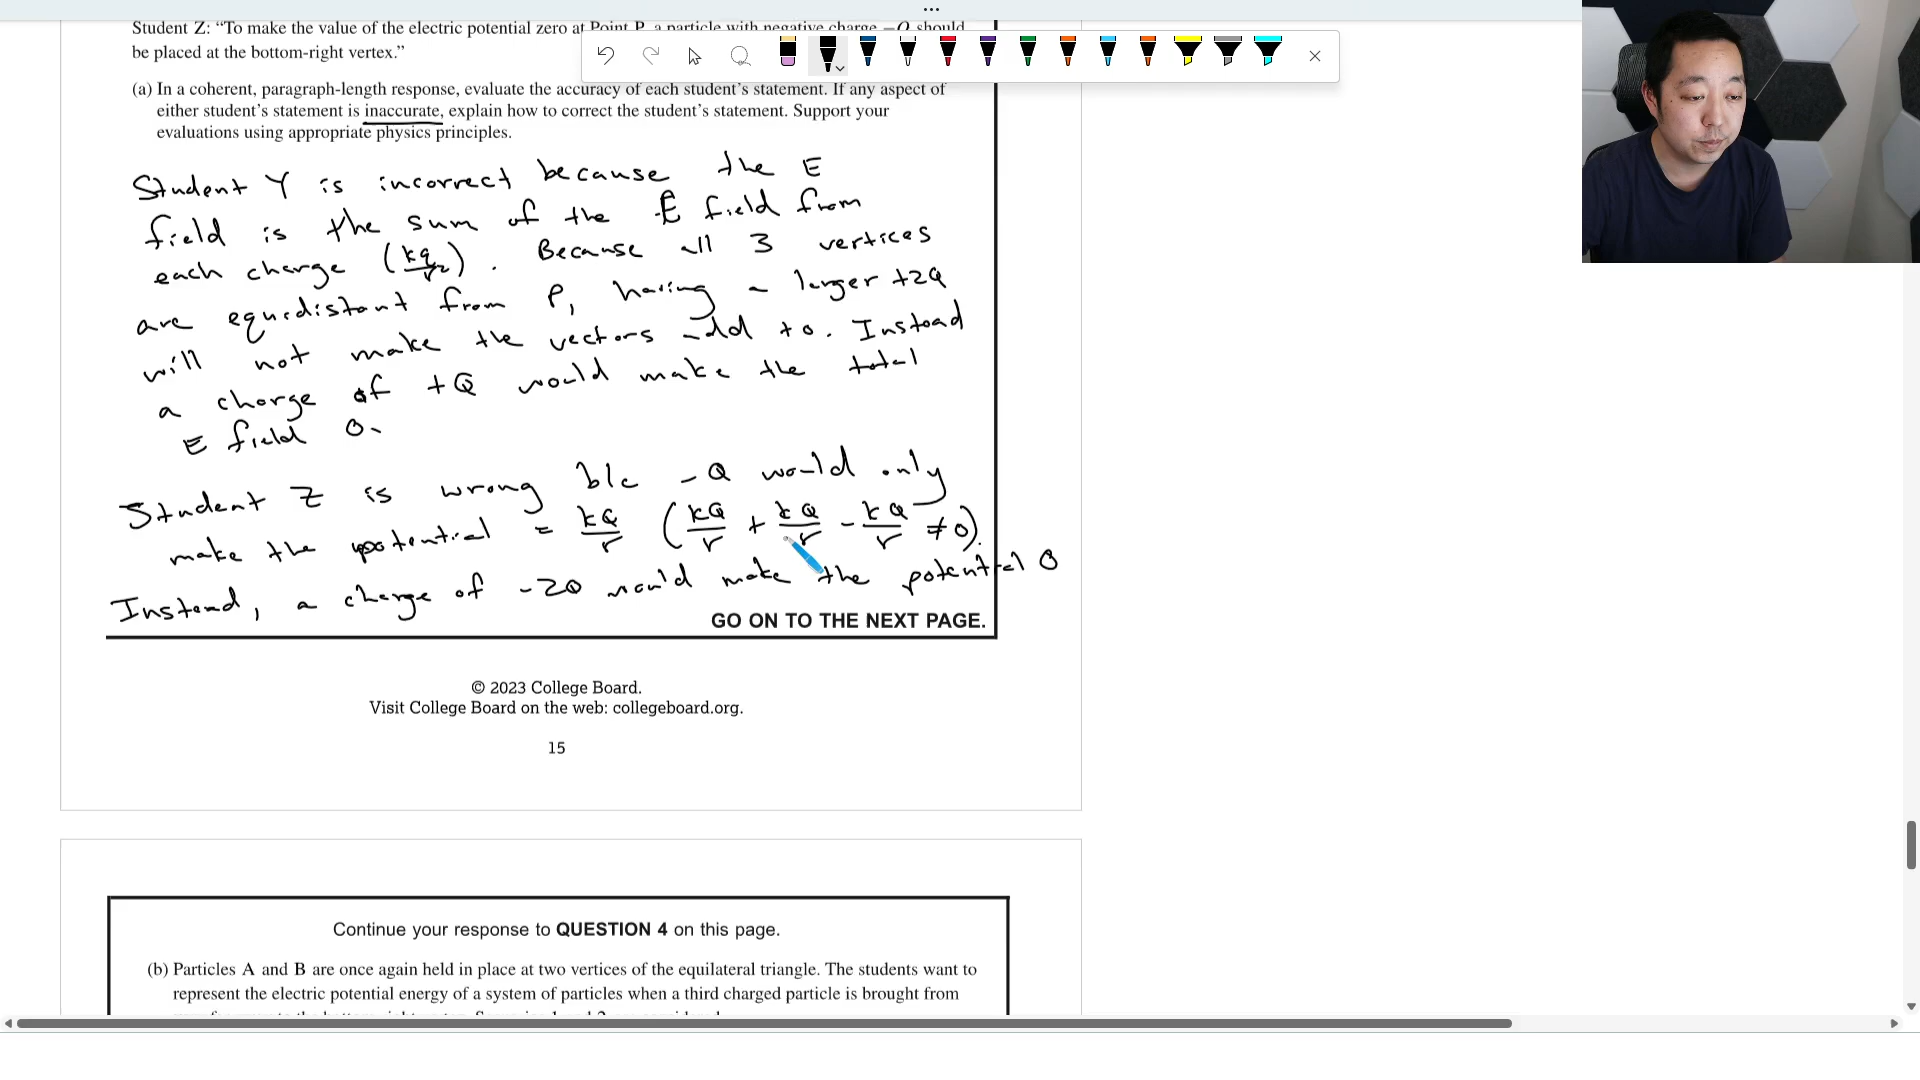 Student Z: “To make the value of the electric potential zero at Point P, a particle with negative charge −Q should
be placed at the bottom-right vertex.”
(a) In a coherent, paragraph-length response, evaluate the accuracy of each student’s statement. If any aspect of
either student’s statement is inaccurate, explain how to correct the student’s statement. Support your
evaluations using appropriate physics principles.
Student Y is incorrect because the E
field is the sum of the E field from
each charge (kq/r²). Because all 3 vertices
are equidistant from P, having a larger +2Q
will not make the vectors add to 0. Instead
a charge of +Q would make the total
E field 0.
Student Z is wrong b/c -Q would only
make the potential = kQ/r (kQ/r + kQ/r - kQ/r ≠ 0).
Instead, a charge of -2Q would make the potential 0
GO ON TO THE NEXT PAGE.
© 2023 College Board.
Visit College Board on the web: collegeboard.org.
15
Continue your response to QUESTION 4 on this page.
(b) Particles A and B are once again held in place at two vertices of the equilateral triangle. The students want to
represent the electric potential energy of a system of particles when a third charged particle is brought from